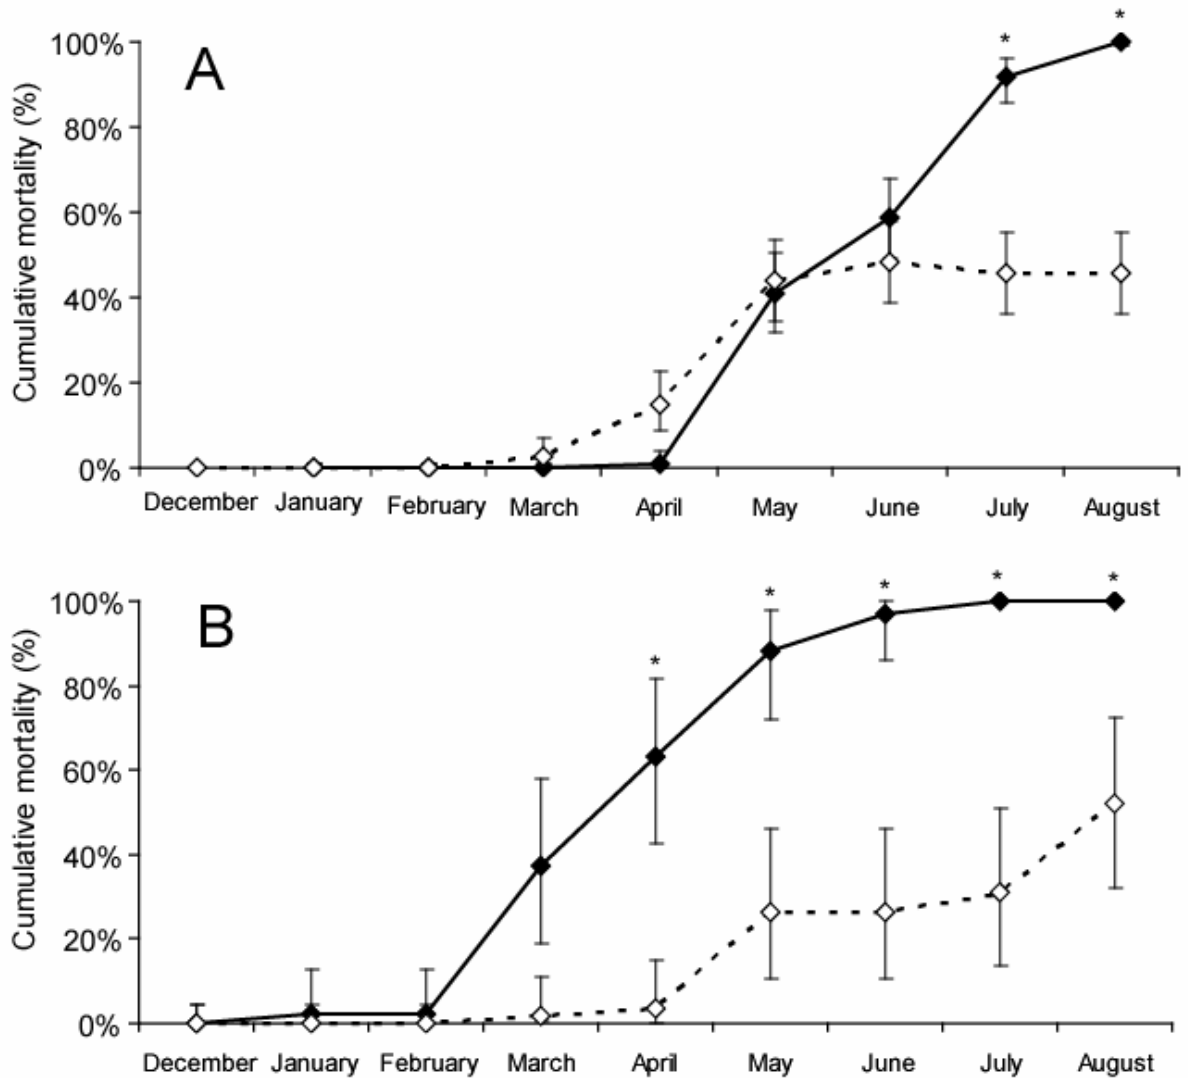 A
Cumulative mortality (%)
100%
80%
60%
40%
20%
0%
* *
December January February March April May June July August
B
Cumulative mortality (%)
100%
80%
60%
40%
20%
0%
* * * * *
December January February March April May June July August